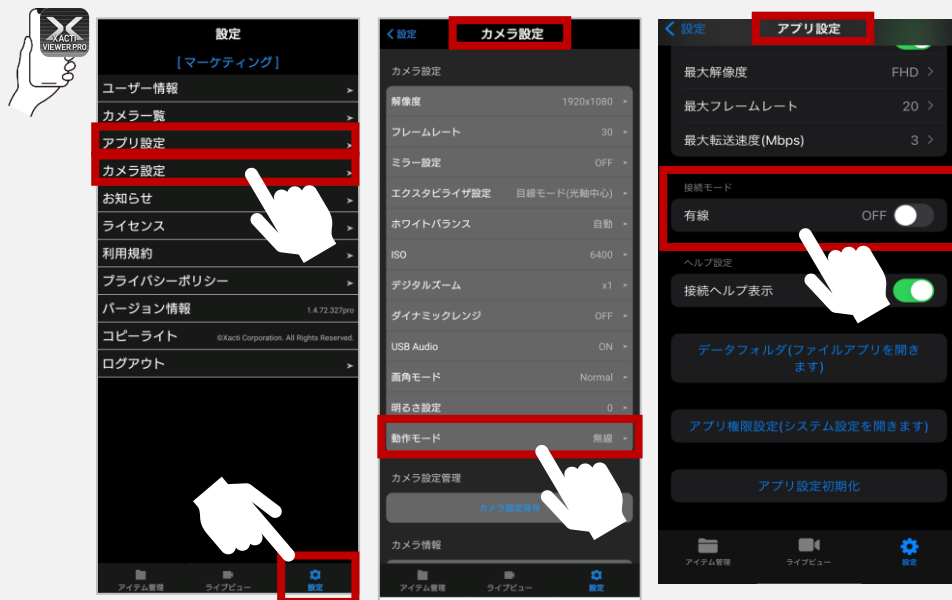 XACTI
VIEWER PRO
設定
[マーケティング]
ユーザー情報
カメラ一覧
アプリ設定
カメラ設定
お知らせ
ライセンス
利用規約
プライバシーポリシー
バージョン情報 1.4.72.327pro
コピーライト ©Xacti Corporation. All Rights Reserved.
ログアウト
アイテム管理 ライブビュー 設定
設定 カメラ設定
カメラ設定
解像度 1920x1080
フレームレート 30
ミラー設定 OFF
エクスタビライザ設定 目線モード(光軸中心)
ホワイトバランス 自動
ISO 6400
デジタルズーム x1
ダイナミックレンジ OFF
USB Audio ON
画角モード Normal
明るさ設定 0
動作モード 無線
カメラ設定管理
カメラ設定保存
カメラ情報
アイテム管理 ライブビュー 設定
設定 アプリ設定
最大解像度 FHD
最大フレームレート 20
最大転送速度(Mbps) 3
接続モード
有線 OFF
ヘルプ設定
接続ヘルプ表示
データフォルダ(ファイルアプリを開き
ます)
アプリ権限設定(システム設定を開きます)
アプリ設定初期化
アイテム管理 ライブビュー 設定